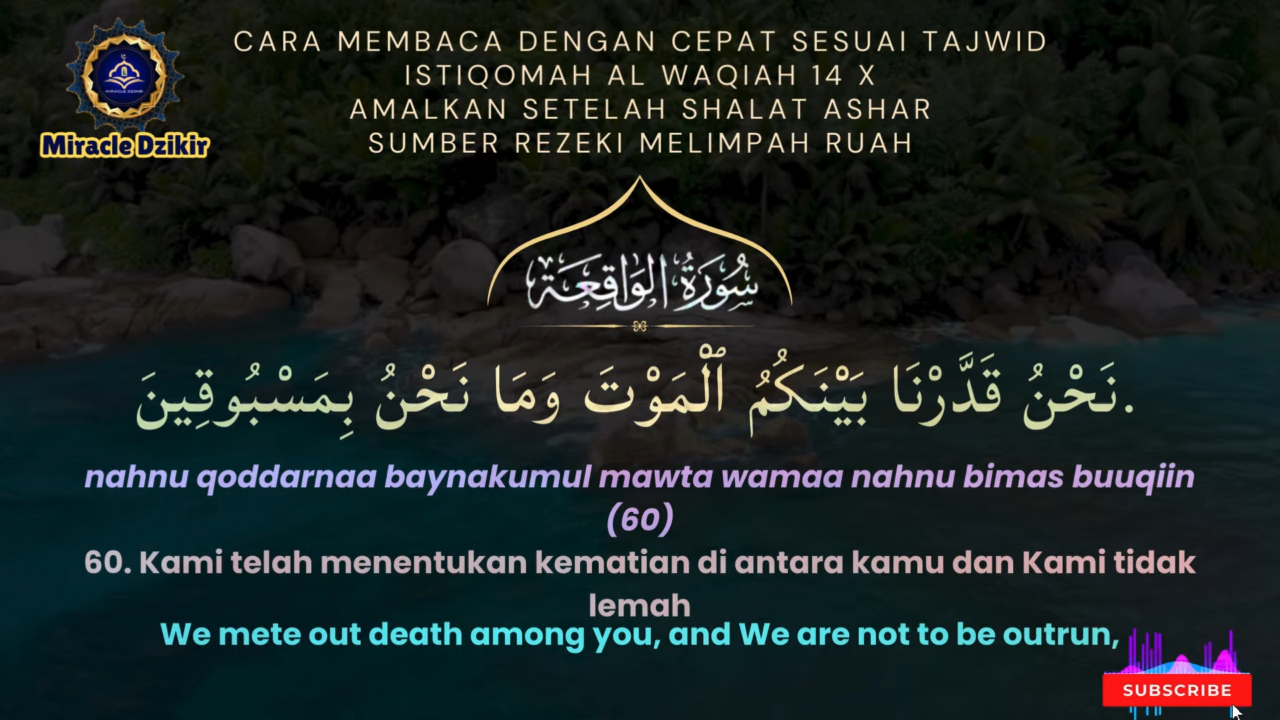 CARA MEMBACA DENGAN CEPAT SESUAI TAJWID
ISTIQOMAH AL WAQIAH 14 X
AMALKAN SETELAH SHALAT ASHAR
SUMBER REZEKI MELIMPAH RUAH
MIRACLE DZIKIR
Miracle Dzikir
سُورَةُ الوَاقِعَة
نَحْنُ قَدَّرْنَا بَيْنَكُمُ ٱلْمَوْتَ وَمَا نَحْنُ بِمَسْبُوقِينَ.
nahnu qoddarnaa baynakumul mawta wamaa nahnu bimas buuqiin
(60)
60. Kami telah menentukan kematian di antara kamu dan Kami tidak
lemah
We mete out death among you, and We are not to be outrun,
SUBSCRIBE